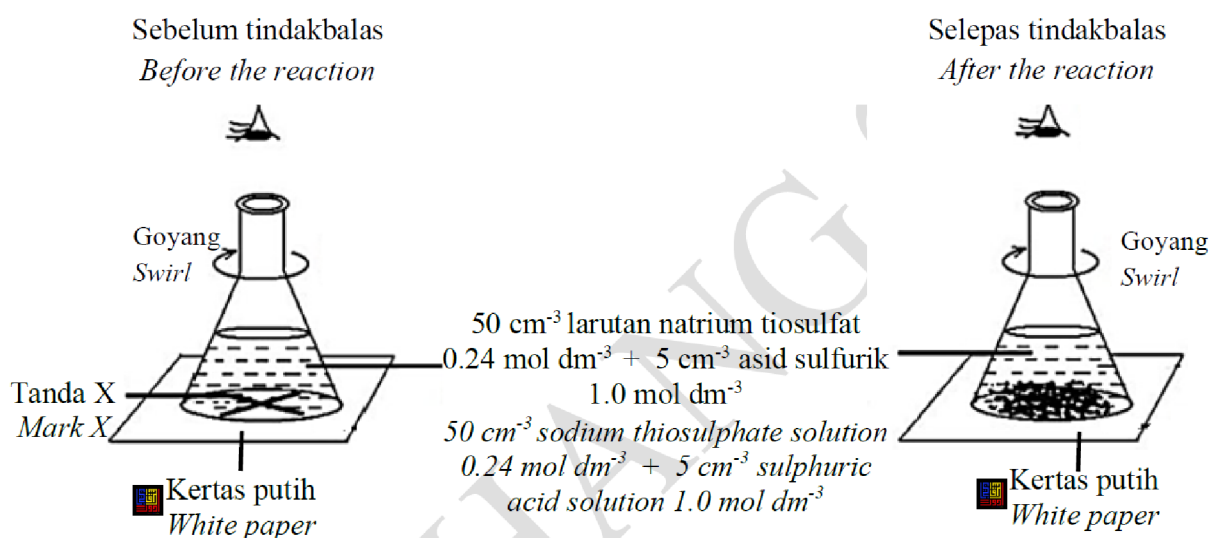 Sebelum tindakbalas
Before the reaction
Selepas tindakbalas
After the reaction
Goyang
Swirl
Goyang
Swirl
50 cm⁻³ larutan natrium tiosulfat
0.24 mol dm⁻³ + 5 cm⁻³ asid sulfurik
1.0 mol dm⁻³
50 cm⁻³ sodium thiosulphate solution
0.24 mol dm⁻³ + 5 cm⁻³ sulphuric
acid solution 1.0 mol dm⁻³
Tanda X
Mark X
Kertas putih
White paper
Kertas putih
White paper
HANG